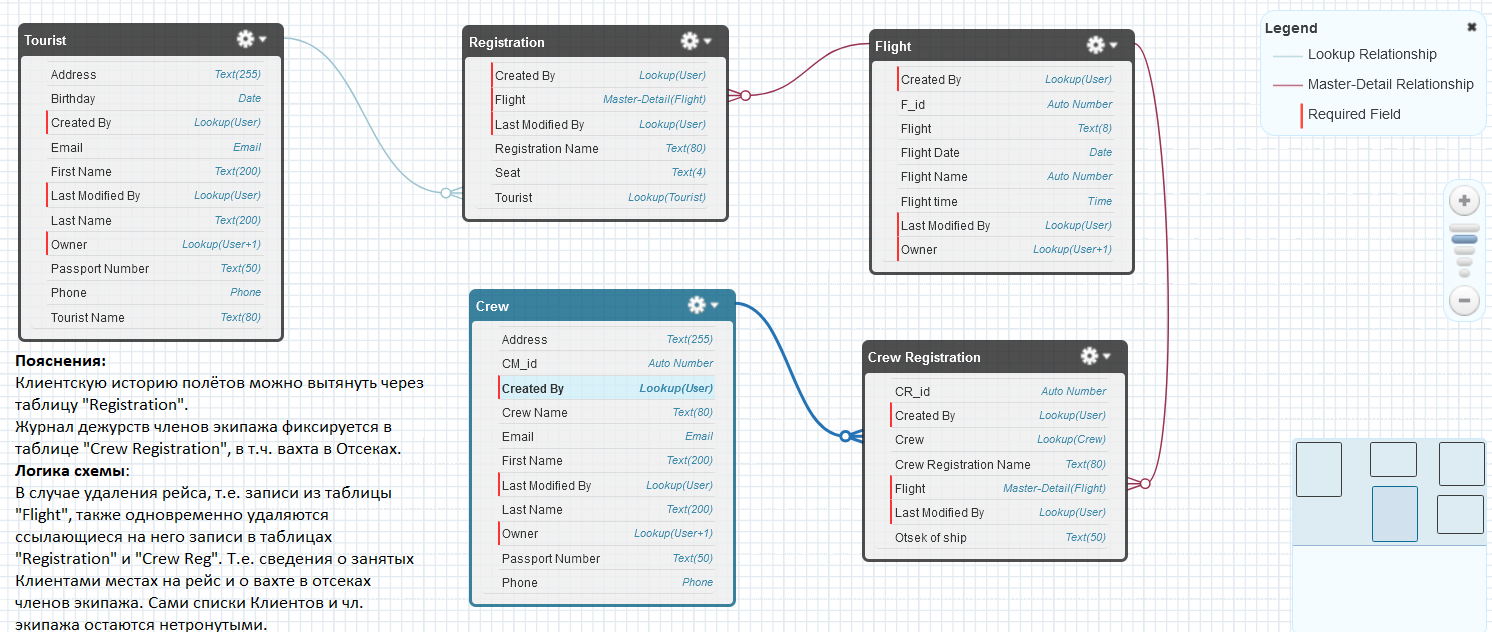 Tourist
Address Text(255)
Birthday Date
Created By Lookup(User)
Email Email
First Name Text(200)
Last Modified By Lookup(User)
Last Name Text(200)
Owner Lookup(User+1)
Passport Number Text(50)
Phone Phone
Tourist Name Text(80)
Registration
Created By Lookup(User)
Flight Master-Detail(Flight)
Last Modified By Lookup(User)
Registration Name Text(80)
Seat Text(4)
Tourist Lookup(Tourist)
Flight
Created By Lookup(User)
F_id Auto Number
Flight Text(8)
Flight Date Date
Flight Name Auto Number
Flight time Time
Last Modified By Lookup(User)
Owner Lookup(User+1)
Legend
Lookup Relationship
Master-Detail Relationship
Required Field
Crew
Address Text(255)
CM_id Auto Number
Created By Lookup(User)
Crew Name Text(80)
Email Email
First Name Text(200)
Last Modified By Lookup(User)
Last Name Text(200)
Owner Lookup(User+1)
Passport Number Text(50)
Phone Phone
Crew Registration
CR_id Auto Number
Created By Lookup(User)
Crew Lookup(Crew)
Crew Registration Name Text(80)
Flight Master-Detail(Flight)
Last Modified By Lookup(User)
Otsek of ship Text(50)
Пояснения:
Клиентскую историю полётов можно вытянуть через
таблицу "Registration".
Журнал дежурств членов экипажа фиксируется в
таблице "Crew Registration", в т.ч. вахта в Отсеках.
Логика схемы:
В случае удаления рейса, т.е. записи из таблицы
"Flight", также одновременно удаляются
ссылающиеся на него записи в таблицах
"Registration" и "Crew Reg". Т.е. сведения о занятых
Клиентами местах на рейс и о вахте в отсеках
членов экипажа. Сами списки Клиентов и чл.
экипажа остаются нетронутыми.